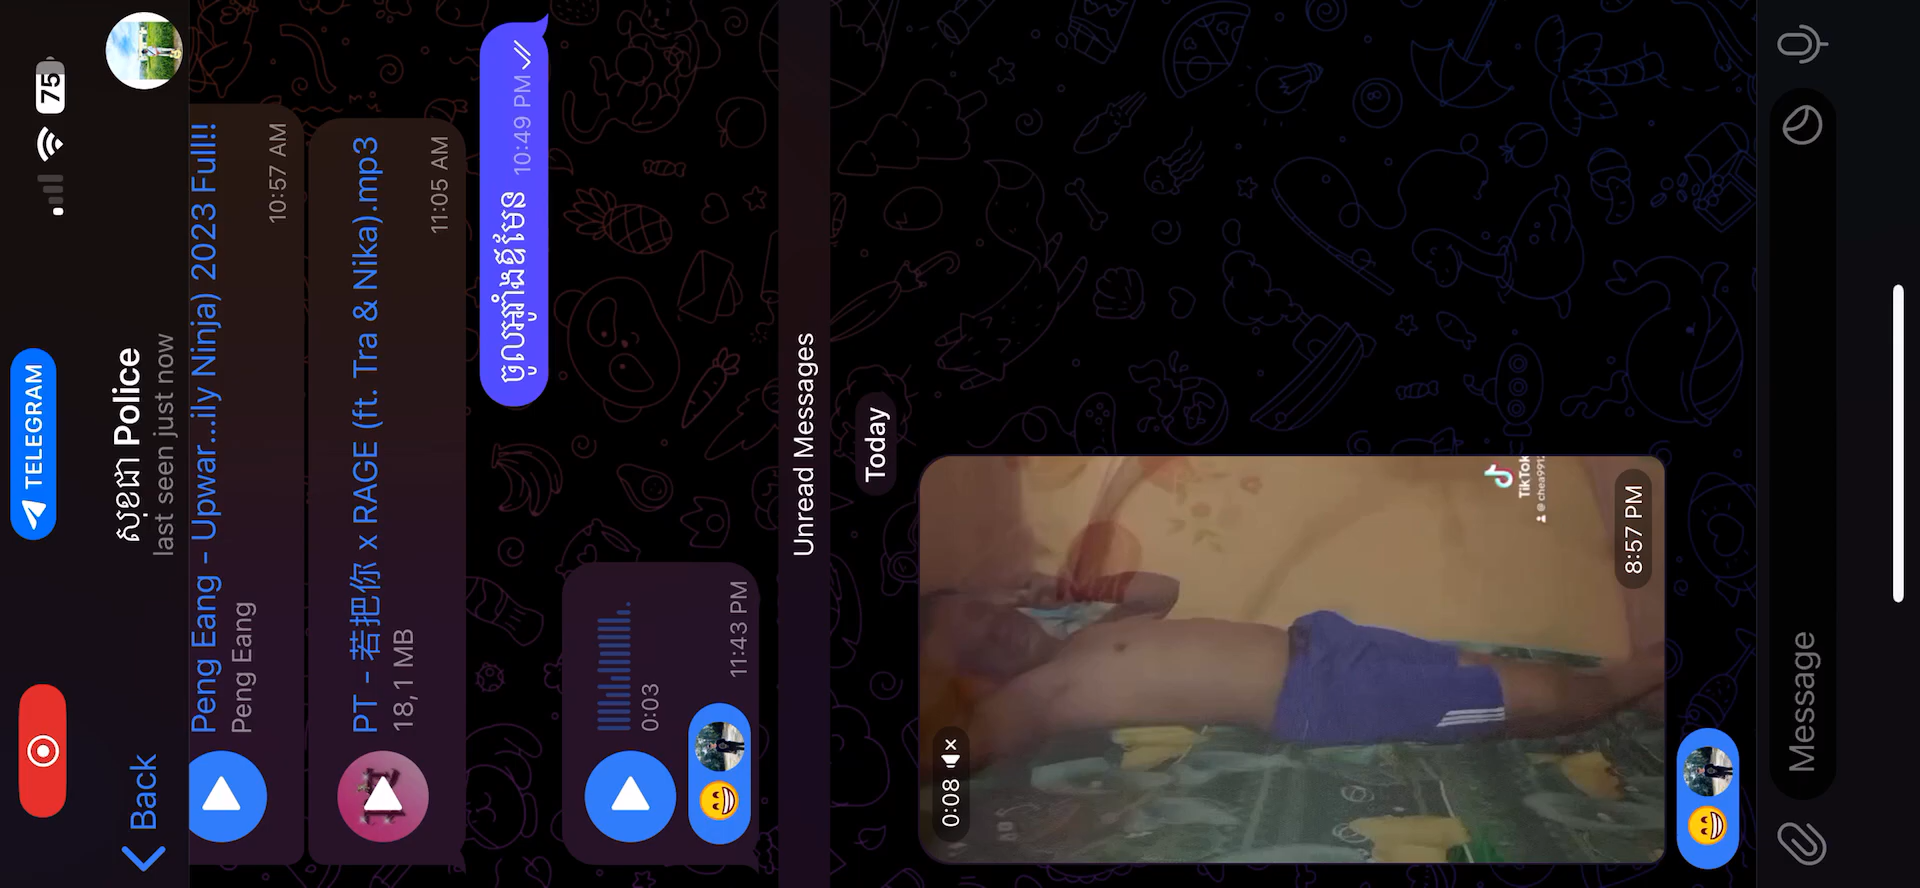 75
TELEGRAM
Back
សុខជា Police
last seen just now
Peng Eang - Upwar...ily Ninja) 2023 Full!!
Peng Eang
10:57 AM
PT - 若把你 x RAGE (ft. Tra & Nika).mp3
18,1 MB
11:05 AM
10:49 PM
0:03
11:43 PM
Unread Messages
Today
0:08
TikTok
8:57 PM
Message